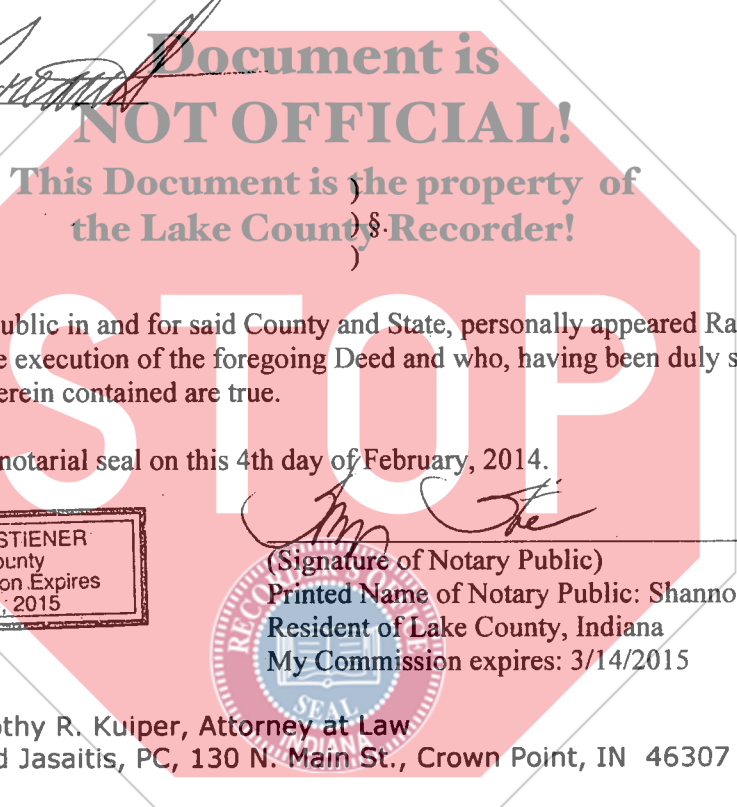 Document is
NOT OFFICIAL!
This Document is the property of
the Lake County Recorder!
)
) §.
)
STOP
ublic in and for said County and State, personally appeared Ra
e execution of the foregoing Deed and who, having been duly s
erein contained are true.
notarial seal on this 4th day of February, 2014.
STIENER
ounty
on Expires
, 2015
(Signature of Notary Public)
Printed Name of Notary Public: Shanno
Resident of Lake County, Indiana
My Commission expires: 3/14/2015
RECORDER'S OFFICE
SEAL
INDIANA
othy R. Kuiper, Attorney at Law
d Jasaitis, PC, 130 N. Main St., Crown Point, IN 46307